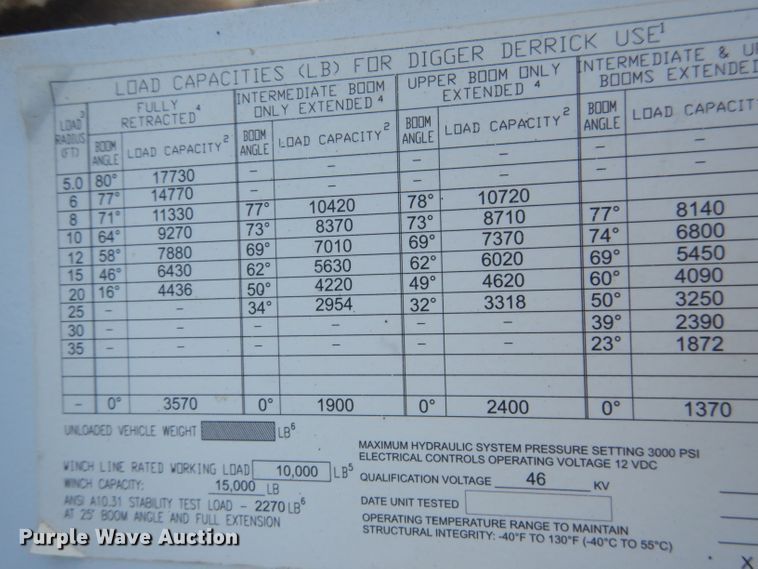 LOAD CAPACITIES (LB) FOR DIGGER DERRICK USE¹
LOAD³ RADIUS (FT)
FULLY RETRACTED⁴
INTERMEDIATE BOOM ONLY EXTENDED⁴
UPPER BOOM ONLY EXTENDED⁴
INTERMEDIATE &
BOOMS EXTENDED
BOOM ANGLE LOAD CAPACITY² BOOM ANGLE LOAD CAPACITY² BOOM ANGLE LOAD CAPACITY² BOOM ANGLE LOAD
5.0 80° 17730 - - - - - -
6 77° 14770 - - - - - -
8 71° 11330 77° 10420 78° 10720
10 64° 9270 73° 8370 73° 8710 77° 8140
12 58° 7880 69° 7010 69° 7370 74° 6800
15 46° 6430 62° 5630 62° 6020 69° 5450
20 16° 4436 50° 4220 49° 4620 60° 4090
25 - - 34° 2954 32° 3318 50° 3250
30 - - - - - - 39° 2390
35 - - - - - - 23° 1872
- 0° 3570 0° 1900 0° 2400 0° 1370
UNLOADED VEHICLE WEIGHT LB⁶
WINCH LINE RATED WORKING LOAD 10,000 LB⁵
WINCH CAPACITY: 15,000 LB
ANSI A10.31 STABILITY TEST LOAD - 2270 LB⁶
AT 25' BOOM ANGLE AND FULL EXTENSION
MAXIMUM HYDRAULIC SYSTEM PRESSURE SETTING 3000 PSI
ELECTRICAL CONTROLS OPERATING VOLTAGE 12 VDC
QUALIFICATION VOLTAGE 46 KV
DATE UNIT TESTED
OPERATING TEMPERATURE RANGE TO MAINTAIN
STRUCTURAL INTEGRITY: -40°F TO 130°F (-40°C TO 55°C)
X
Purple Wave Auction